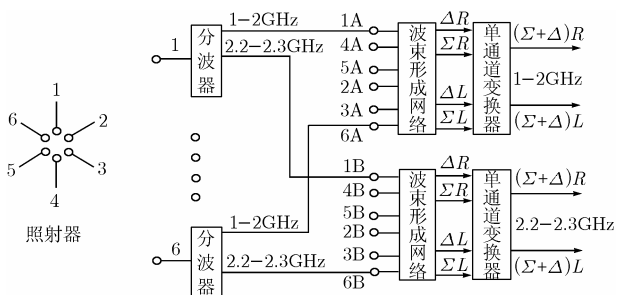 1
2
3
4
5
6
照射器
1
分波器
1−2GHz
2.2−2.3GHz
6
分波器
1−2GHz
2.2−2.3GHz
1A
4A
5A
2A
3A
6A
波束形成网络
ΔR
ΣR
ΔL
ΣL
单通道变换器
(Σ+Δ)R
1−2GHz
(Σ+Δ)L
1B
4B
5B
2B
3B
6B
波束形成网络
ΔR
ΣR
ΔL
ΣL
单通道变换器
(Σ+Δ)R
2.2−2.3GHz
(Σ+Δ)L